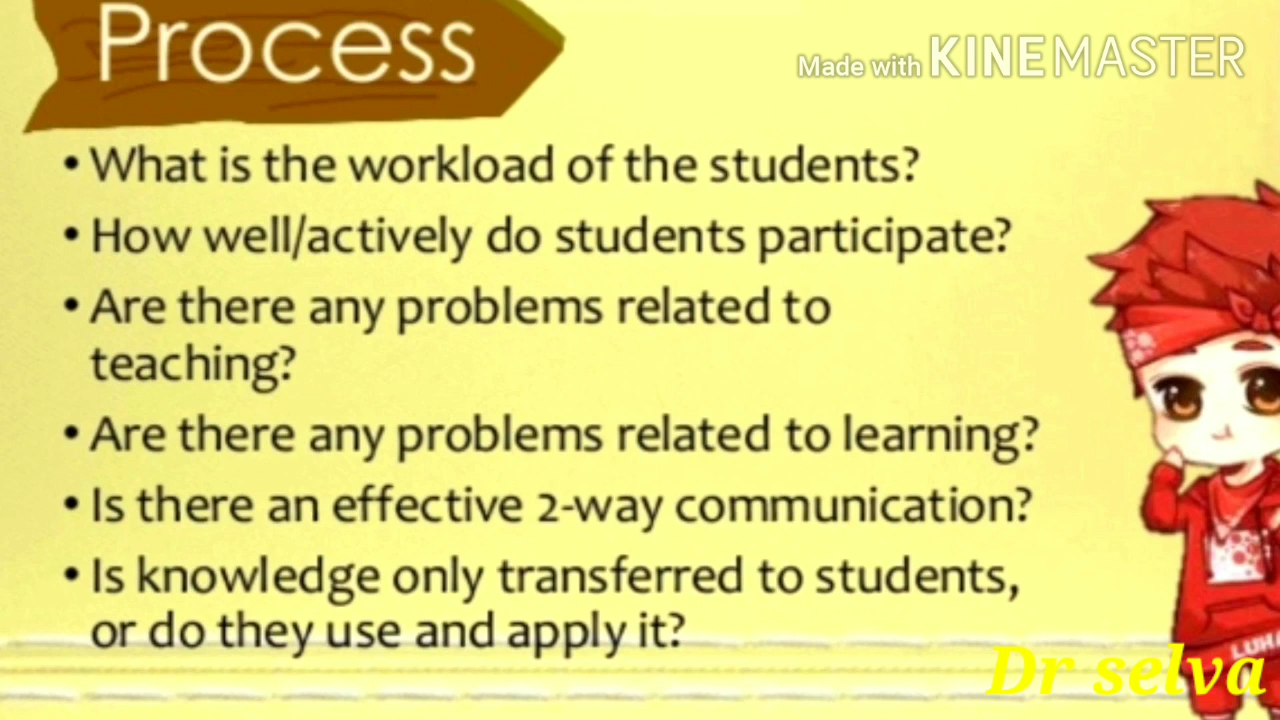 Process
Made with KINEMASTER
• What is the workload of the students?
• How well/actively do students participate?
• Are there any problems related to
teaching?
• Are there any problems related to learning?
• Is there an effective 2-way communication?
• Is knowledge only transferred to students,
or do they use and apply it?
Dr selva